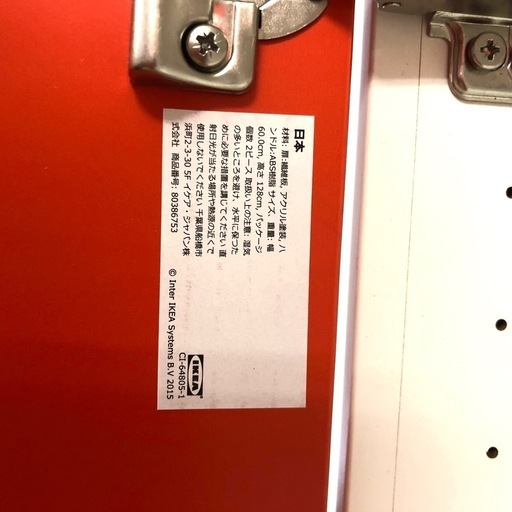 日本
材料: 扉:繊維板, アクリル塗装, ハ
ンドル:ABS樹脂 サイズ, 重量: 幅
60.0cm, 高さ 128cm, パッケージ
個数 2ピース 取扱い上の注意: 湿気
の多いところを避け、水平に保つた
めに必要な措置を講じてください 直
射日光が当たる場所や熱源の近くで
使用しないでください 千葉県船橋市
浜町2-3-30 5F イケア・ジャパン株
式会社 商品番号: 80386753
© Inter IKEA Systems B.V 2015
CI-64805-1
IKEA